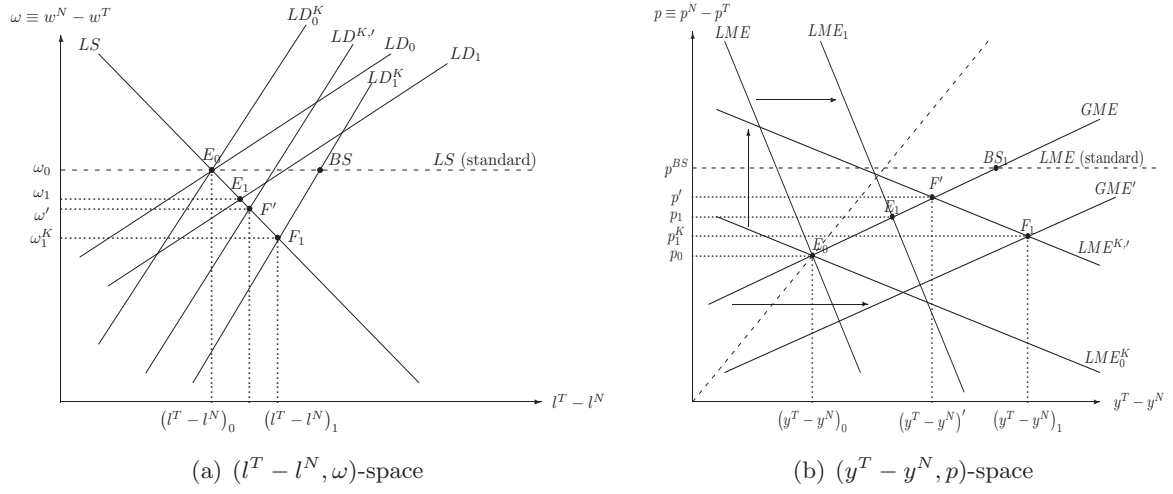 ω ≡ w^N − w^T
LS
LD_0^K
LD^{K,′}
LD_0
LD_1
LD_1^K
E_0
BS
LS (standard)
ω_0
E_1
ω_1
F′
ω′
ω_1^K
F_1
l^T − l^N
(l^T − l^N)_0
(l^T − l^N)_1
(a) (l^T − l^N, ω)-space
p ≡ p^N − p^T
LME
LME_1
GME
BS_1
LME (standard)
p^{BS}
F′
GME′
p′
E_1
p_1
F_1
p_1^K
E_0
p_0
LME^{K,′}
LME_0^K
y^T − y^N
(y^T − y^N)_0
(y^T − y^N)′
(y^T − y^N)_1
(b) (y^T − y^N, p)-space